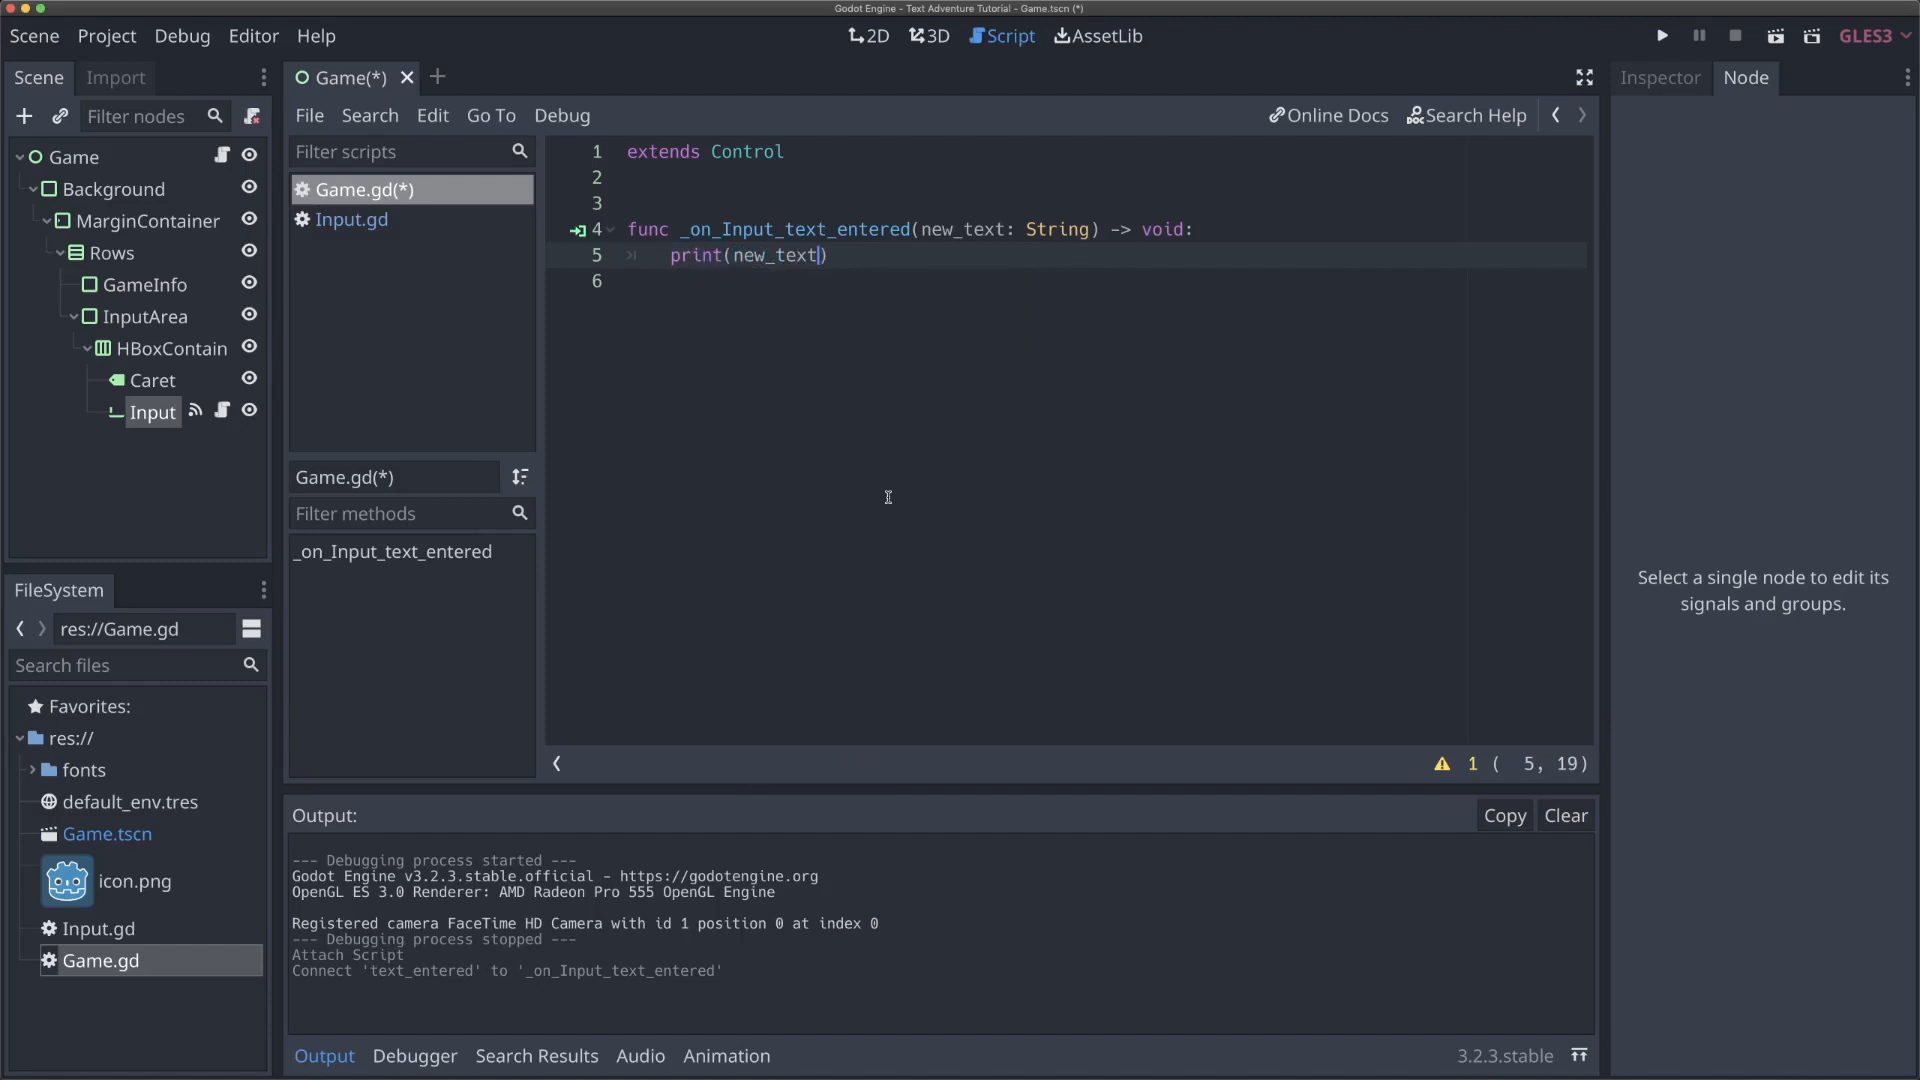 Godot Engine - Text Adventure Tutorial - Game.tscn (*)
Scene Project Debug Editor Help
2D 3D Script AssetLib
GLES3
Scene Import
Filter nodes
Game
Background
MarginContainer
Rows
GameInfo
InputArea
HBoxContain
Caret
Input
FileSystem
res://Game.gd
Search files
Favorites:
res://
fonts
default_env.tres
Game.tscn
icon.png
Input.gd
Game.gd
Game(*)
File Search Edit Go To Debug
Online Docs Search Help
Filter scripts
Game.gd(*)
Input.gd
Game.gd(*)
Filter methods
_on_Input_text_entered
1 extends Control
2
3
4 func _on_Input_text_entered(new_text: String) -> void:
5 print(new_text)
6
1 ( 5, 19)
Output:
Copy Clear
--- Debugging process started ---
Godot Engine v3.2.3.stable.official - https://godotengine.org
OpenGL ES 3.0 Renderer: AMD Radeon Pro 555 OpenGL Engine
Registered camera FaceTime HD Camera with id 1 position 0 at index 0
--- Debugging process stopped ---
Attach Script
Connect 'text_entered' to '_on_Input_text_entered'
Output Debugger Search Results Audio Animation
3.2.3.stable
Inspector Node
Select a single node to edit its
signals and groups.